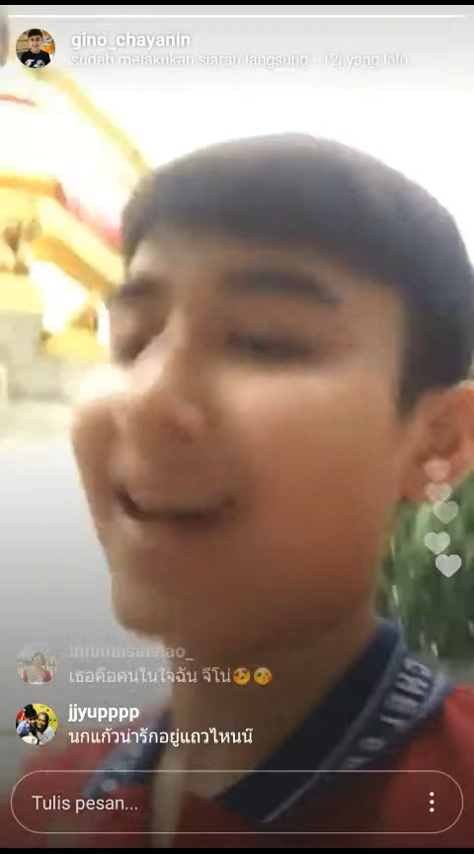 gino_chayanin
sudah melakukan siaran langsung · 12j yang lalu
เธอคือคนในใจฉัน จีโน่🥺😘
jjyupppp
นกแก้วน่ารักอยู่แถวไหนน๊
Tulis pesan...